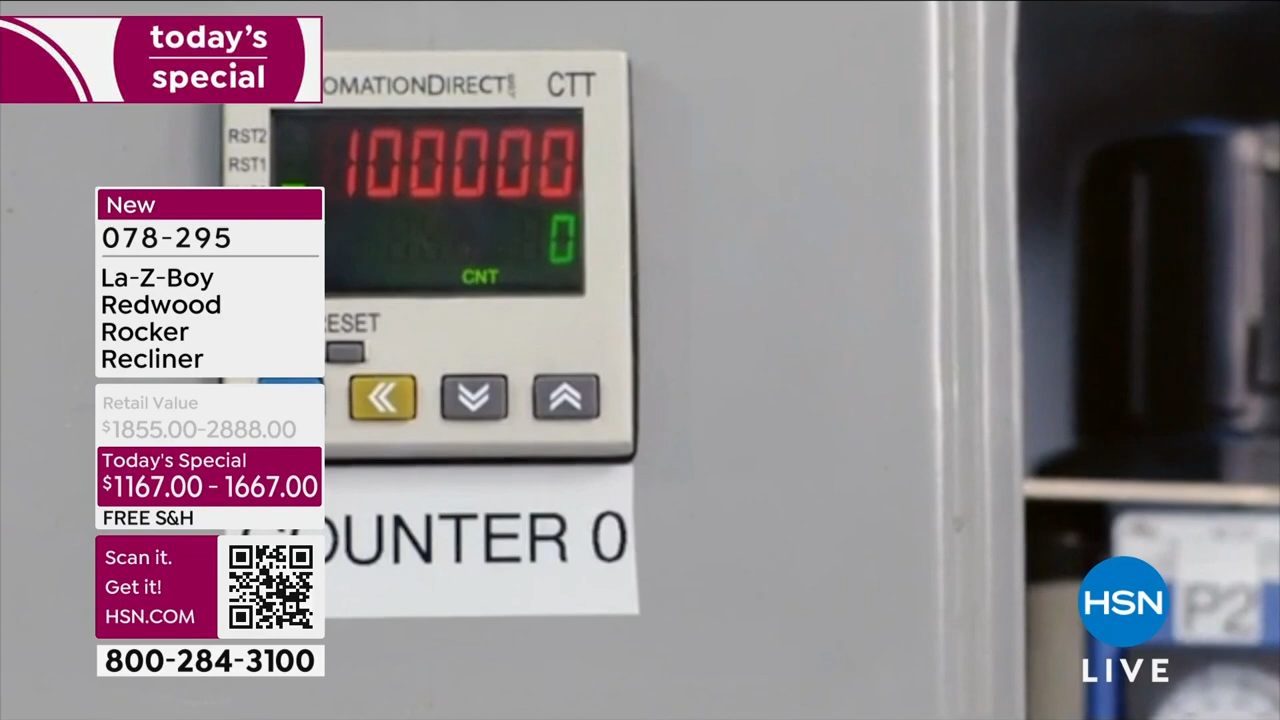 today's
special
New
078-295
La-Z-Boy
Redwood
Rocker
Recliner
Retail Value
$1855.00-2888.00
Today's Special
$1167.00 - 1667.00
FREE S&H
Scan it.
Get it!
HSN.COM
800-284-3100
OMATIONDIRECT CTT
RST2
RST1
100000
0
CNT
RESET
COUNTER 0
P2
HSN
LIVE